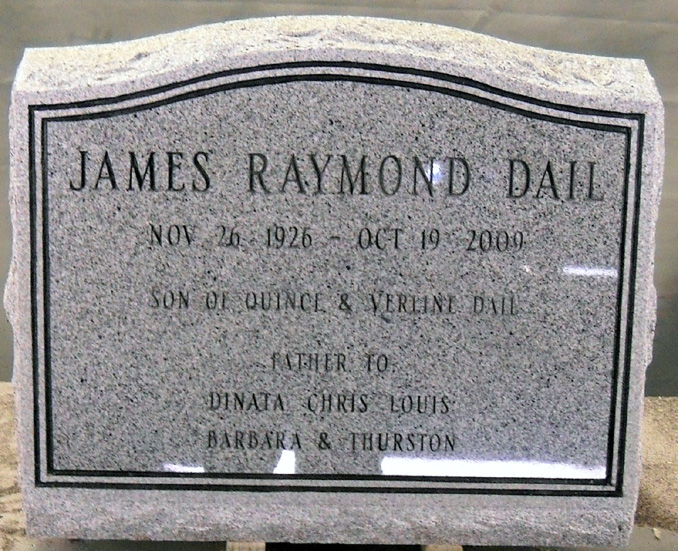 JAMES RAYMOND DAIL
NOV 26 1926 - OCT 19 2009
SON OF QUINCE & VERLINE DAIL
FATHER TO
DINATA CHRIS LOUIS
BARBARA & THURSTON